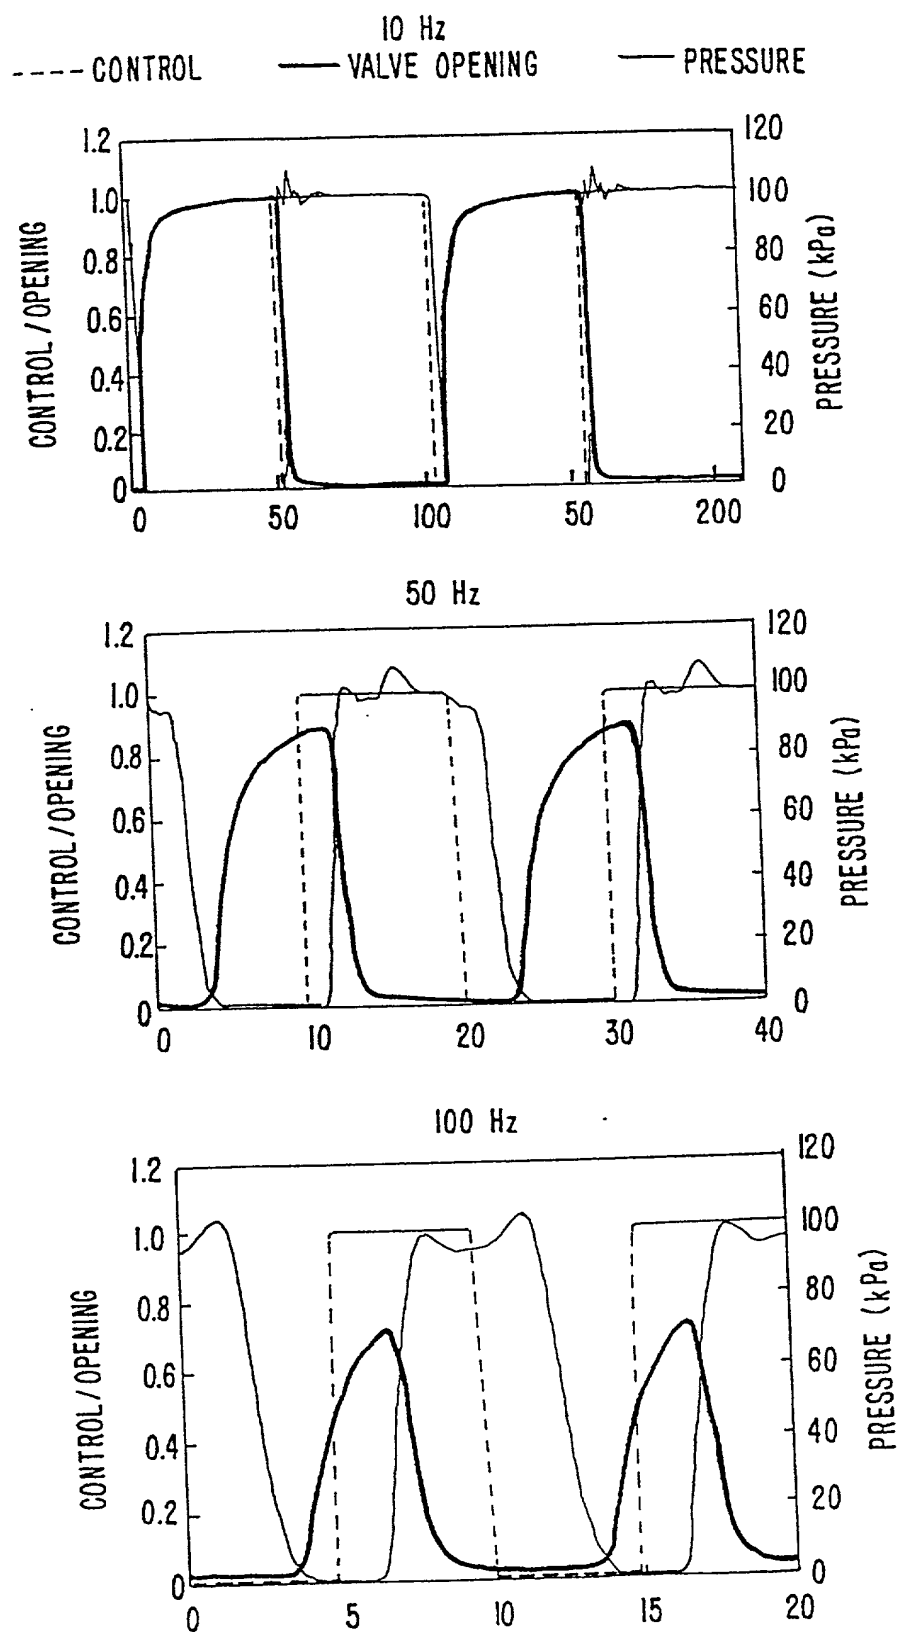 10 Hz
---- CONTROL — VALVE OPENING — PRESSURE
1.2 120
1.0 100
0.8 80
0.6 60
0.4 40
0.2 20
0 0
CONTROL / OPENING
PRESSURE (kPa)
0 50 100 50 200
50 Hz
1.2 120
1.0 100
0.8 80
0.6 60
0.4 40
0.2 20
0 0
CONTROL / OPENING
PRESSURE (kPa)
0 10 20 30 40
100 Hz
1.2 120
1.0 100
0.8 80
0.6 60
0.4 40
0.2 20
0 0
CONTROL / OPENING
PRESSURE (kPa)
0 5 10 15 20